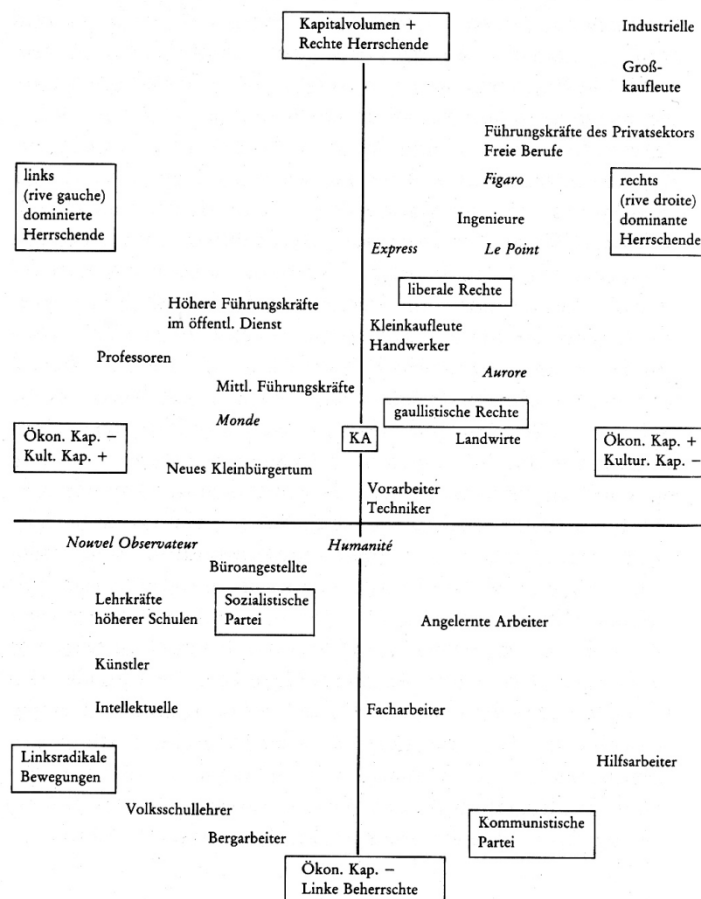 Kapitalvolumen +
Rechte Herrschende
Industrielle
Groß-
kaufleute
Führungskräfte des Privatsektors
Freie Berufe
links
(rive gauche)
dominierte
Herrschende
Figaro
rechts
(rive droite)
dominante
Herrschende
Ingenieure
Express
Le Point
liberale Rechte
Höhere Führungskräfte
im öffentl. Dienst
Kleinkaufleute
Handwerker
Professoren
Aurore
Mittl. Führungskräfte
gaullistische Rechte
Monde
Ökon. Kap. –
Kult. Kap. +
KA
Landwirte
Ökon. Kap. +
Kultur. Kap. –
Neues Kleinbürgertum
Vorarbeiter
Techniker
Nouvel Observateur
Humanité
Büroangestellte
Lehrkräfte
höherer Schulen
Sozialistische
Partei
Angelernte Arbeiter
Künstler
Intellektuelle
Facharbeiter
Linksradikale
Bewegungen
Hilfsarbeiter
Volksschullehrer
Bergarbeiter
Kommunistische
Partei
Ökon. Kap. –
Linke Beherrschte